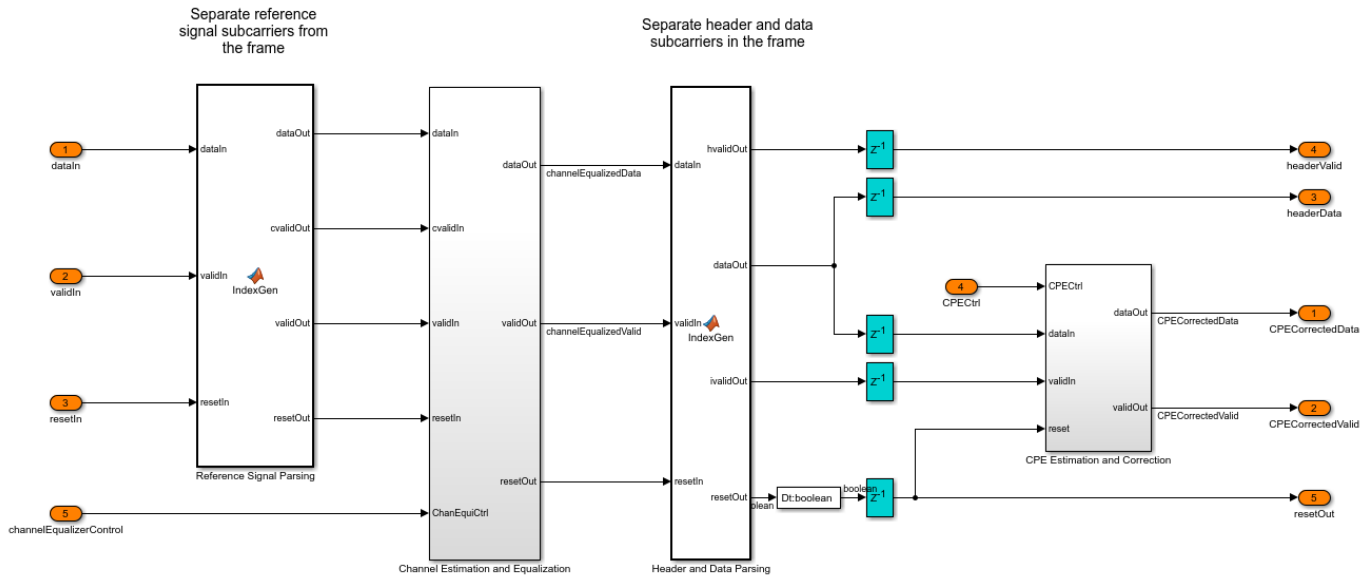 Separate reference
signal subcarriers from
the frame
Separate header and data
subcarriers in the frame
1
dataIn
2
validIn
3
resetIn
5
channelEqualizerControl
dataIn
validIn
resetIn
IndexGen
dataOut
cvalidOut
validOut
resetOut
Reference Signal Parsing
dataIn
cvalidIn
validIn
resetIn
ChanEquiCtrl
dataOut
validOut
resetOut
Channel Estimation and Equalization
channelEqualizedData
channelEqualizedValid
dataIn
validIn
resetIn
IndexGen
hvalidOut
dataOut
ivalidOut
resetOut
Header and Data Parsing
olean
Dt:boolean
boolean
z-1
z-1
z-1
z-1
z-1
4
CPECtrl
CPECtrl
dataIn
validIn
reset
dataOut
validOut
CPE Estimation and Correction
CPECorrectedData
CPECorrectedValid
4
headerValid
3
headerData
1
CPECorrectedData
2
CPECorrectedValid
5
resetOut